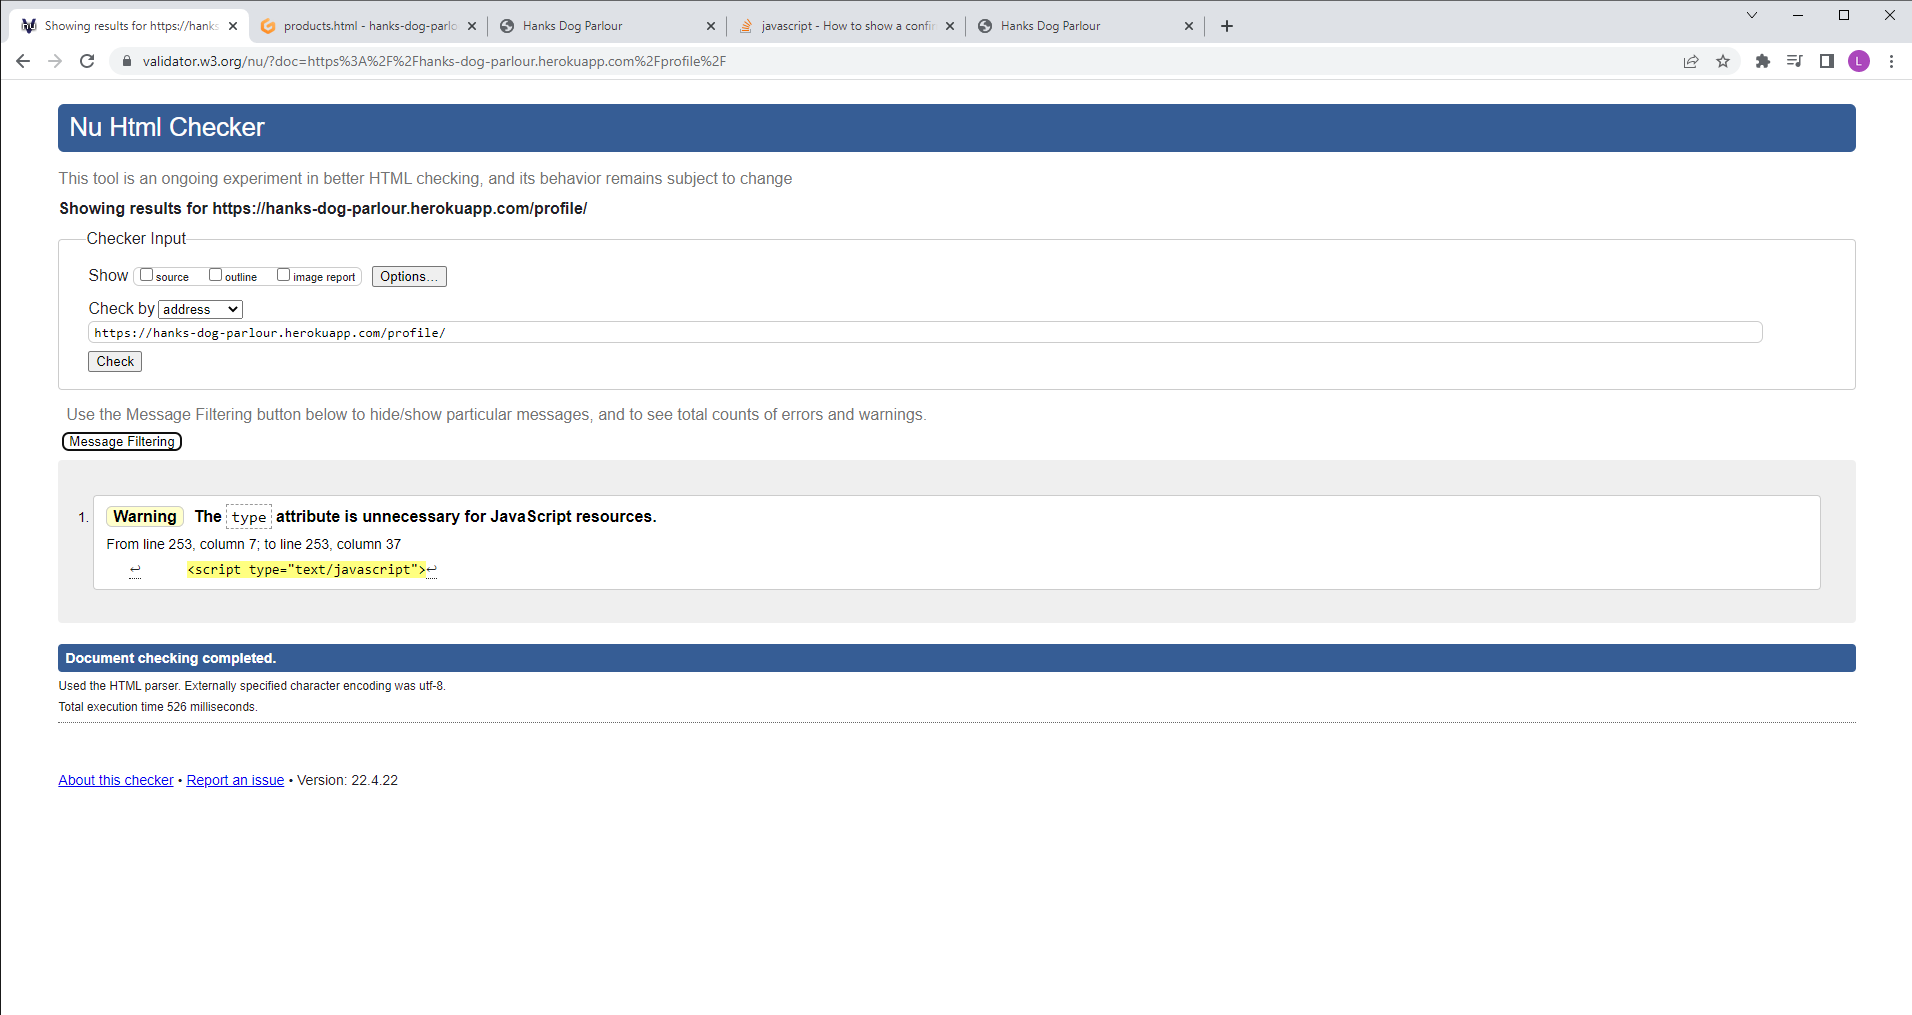 Showing results for https://hanks
products.html - hanks-dog-parlo
Hanks Dog Parlour
javascript - How to show a confir
Hanks Dog Parlour
validator.w3.org/nu/?doc=https%3A%2F%2Fhanks-dog-parlour.herokuapp.com%2Fprofile%2F
L
Nu Html Checker
This tool is an ongoing experiment in better HTML checking, and its behavior remains subject to change
Showing results for https://hanks-dog-parlour.herokuapp.com/profile/
Checker Input
Show source outline image report Options...
Check by address
https://hanks-dog-parlour.herokuapp.com/profile/
Check
Use the Message Filtering button below to hide/show particular messages, and to see total counts of errors and warnings.
Message Filtering
1. Warning The type attribute is unnecessary for JavaScript resources.
From line 253, column 7; to line 253, column 37
↩ <script type="text/javascript">↩
Document checking completed.
Used the HTML parser. Externally specified character encoding was utf-8.
Total execution time 526 milliseconds.
About this checker • Report an issue • Version: 22.4.22